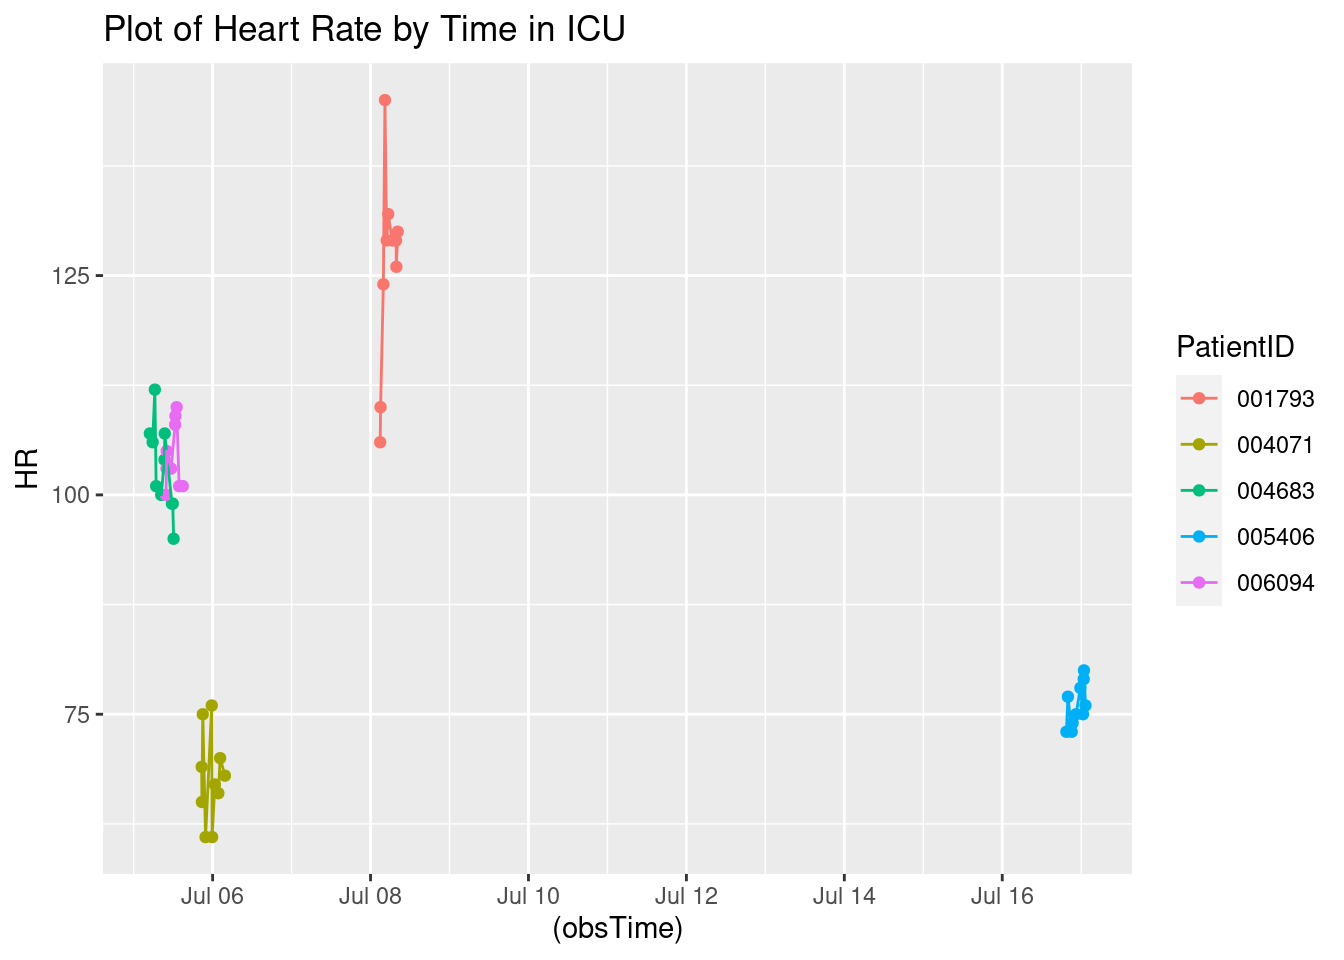 Plot of Heart Rate by Time in ICU
HR
125
100
75
Jul 06
Jul 08
Jul 10
Jul 12
Jul 14
Jul 16
(obsTime)
PatientID
001793
004071
004683
005406
006094